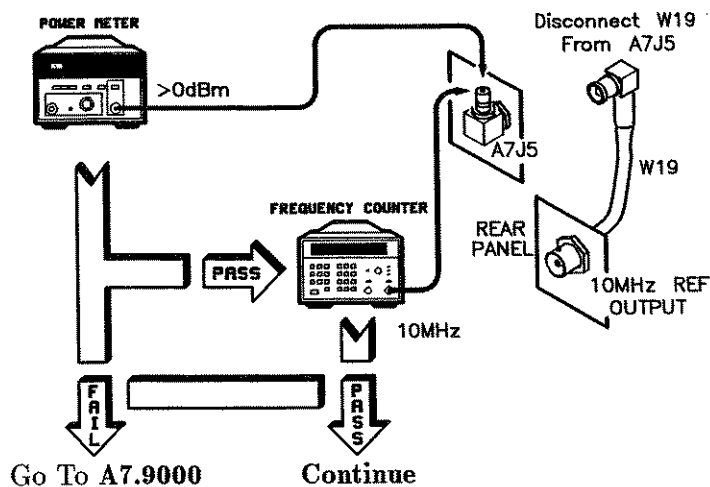 POWER METER
Disconnect W19
From A7J5
>0dBm
A7J5
W19
FREQUENCY COUNTER
REAR
PANEL
PASS
10MHz REF
OUTPUT
10MHz
FAIL
PASS
Go To A7.9000
Continue